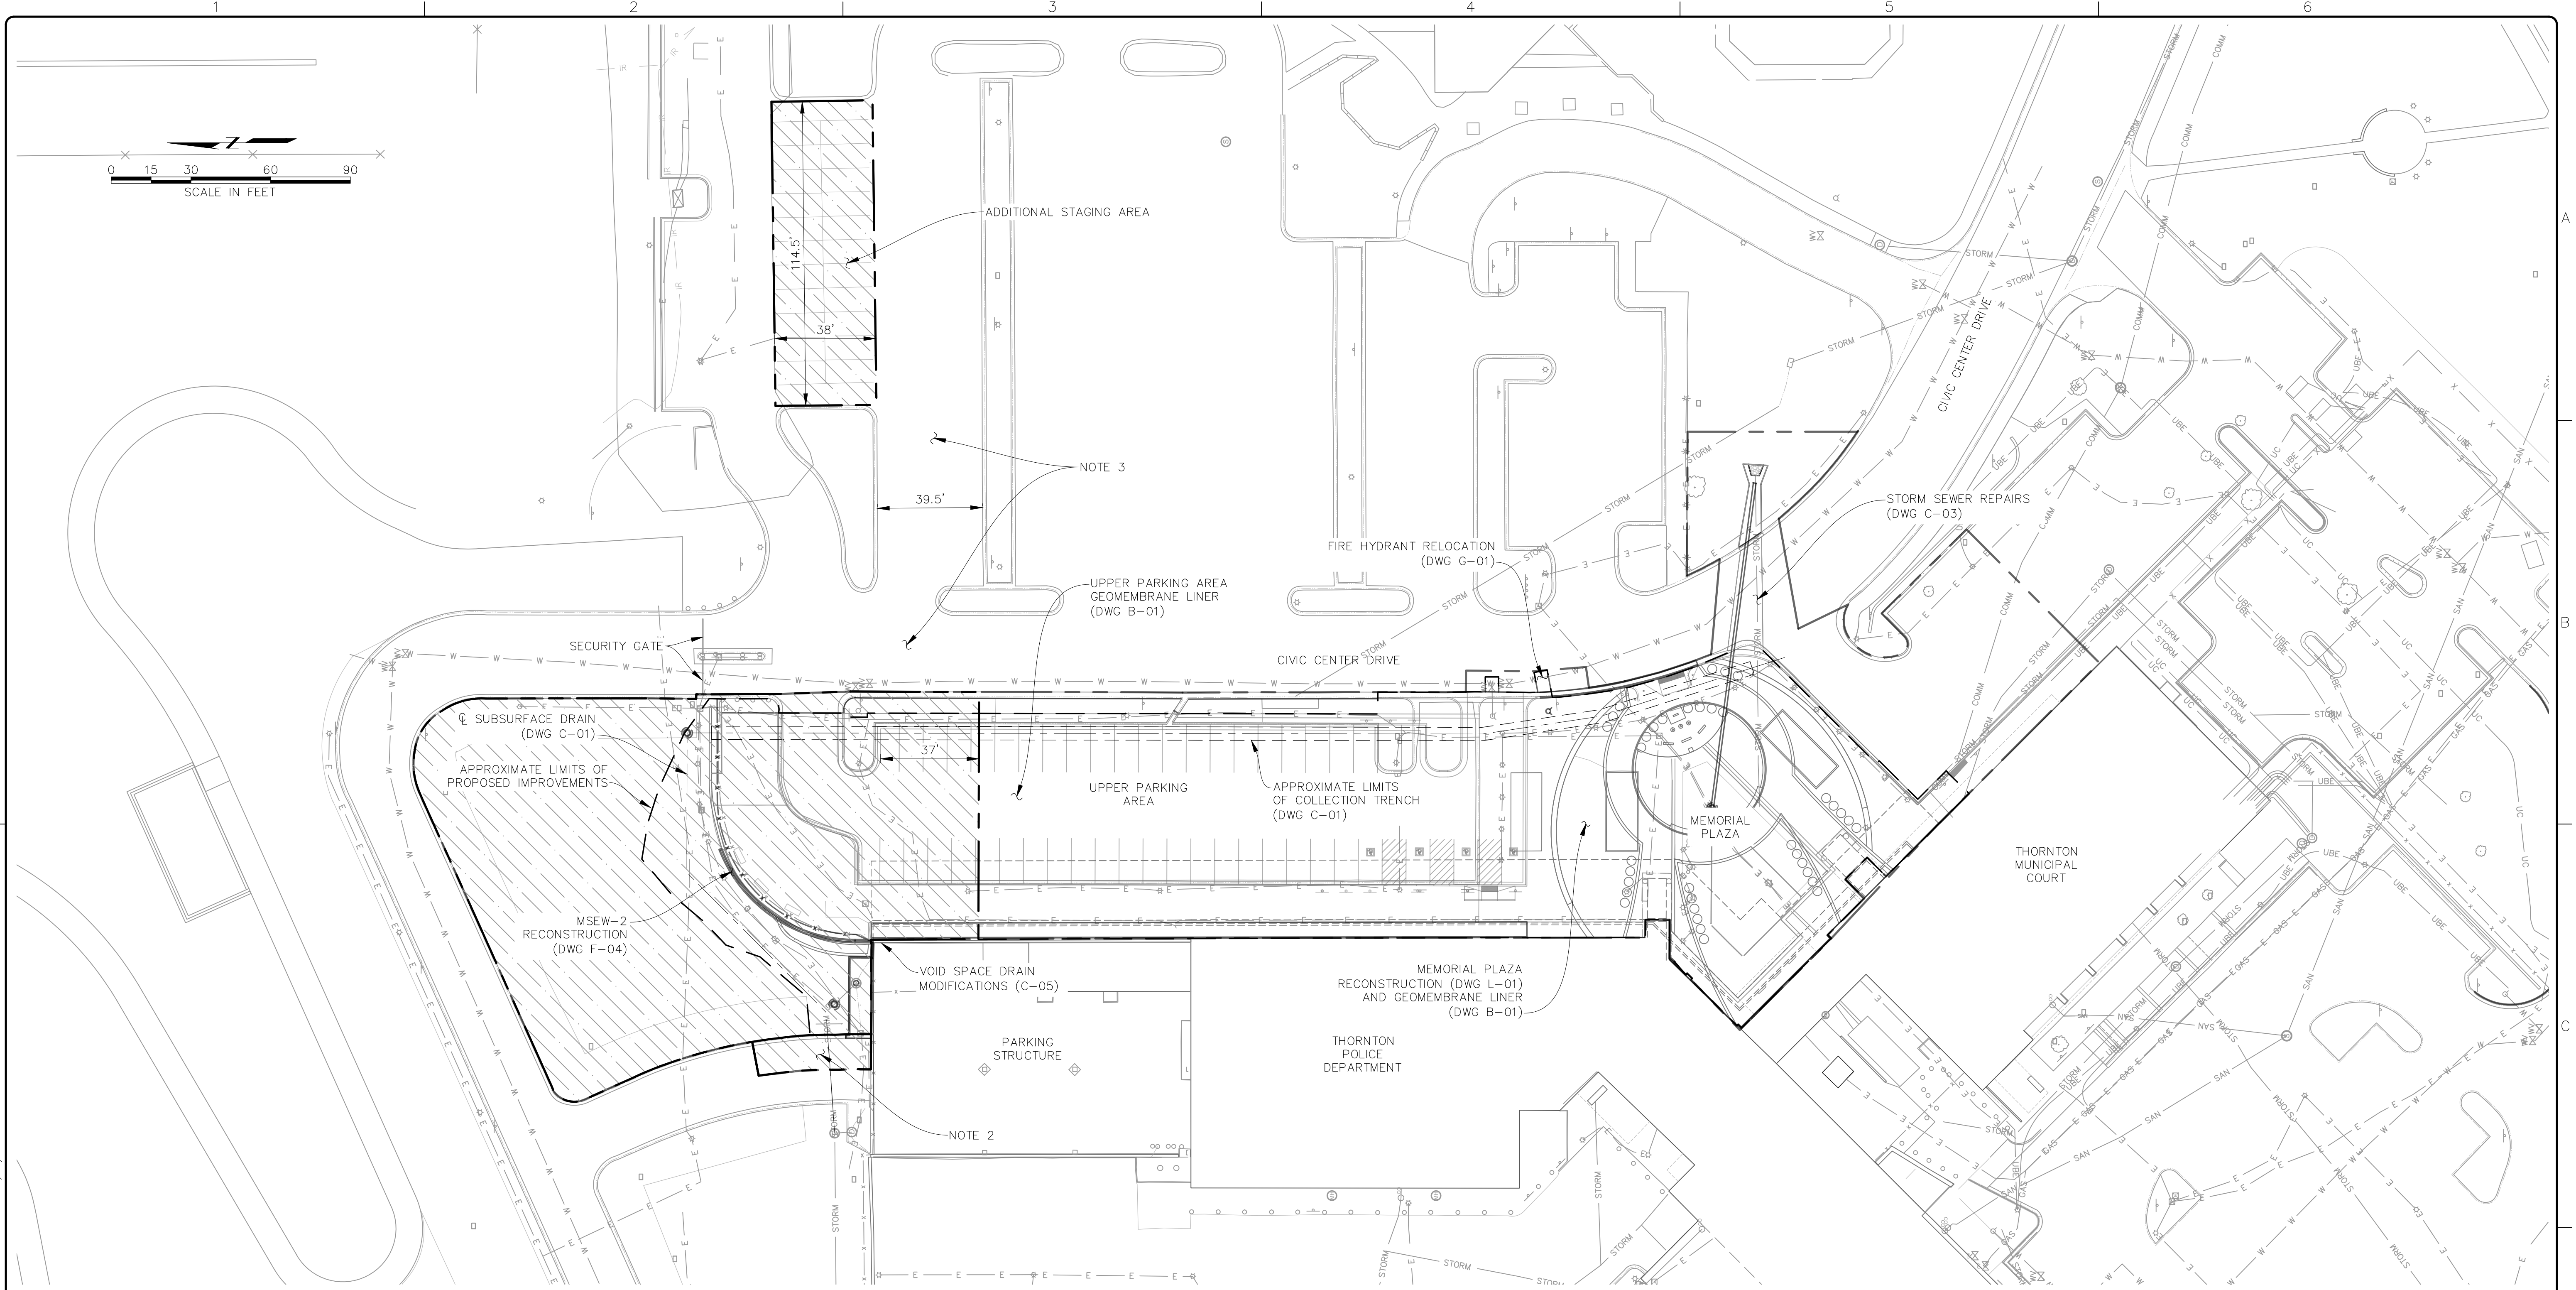 1 2 3 4 5 6
A
B
C
N
0 15 30 60 90
SCALE IN FEET
ADDITIONAL STAGING AREA
114.5'
38'
NOTE 3
39.5'
CIVIC CENTER DRIVE
STORM SEWER REPAIRS
(DWG C-03)
FIRE HYDRANT RELOCATION
(DWG G-01)
UPPER PARKING AREA
GEOMEMBRANE LINER
(DWG B-01)
SECURITY GATE
CIVIC CENTER DRIVE
℄ SUBSURFACE DRAIN
(DWG C-01)
37'
APPROXIMATE LIMITS OF
PROPOSED IMPROVEMENTS
UPPER PARKING
AREA
APPROXIMATE LIMITS
OF COLLECTION TRENCH
(DWG C-01)
MEMORIAL
PLAZA
THORNTON
MUNICIPAL
COURT
MSEW-2
RECONSTRUCTION
(DWG F-04)
VOID SPACE DRAIN
MODIFICATIONS (C-05)
MEMORIAL PLAZA
RECONSTRUCTION (DWG L-01)
AND GEOMEMBRANE LINER
(DWG B-01)
PARKING
STRUCTURE
THORNTON
POLICE
DEPARTMENT
NOTE 2
STORM
COMM
UBE
SAN
GAS
UC
WV
IR
E
W
X